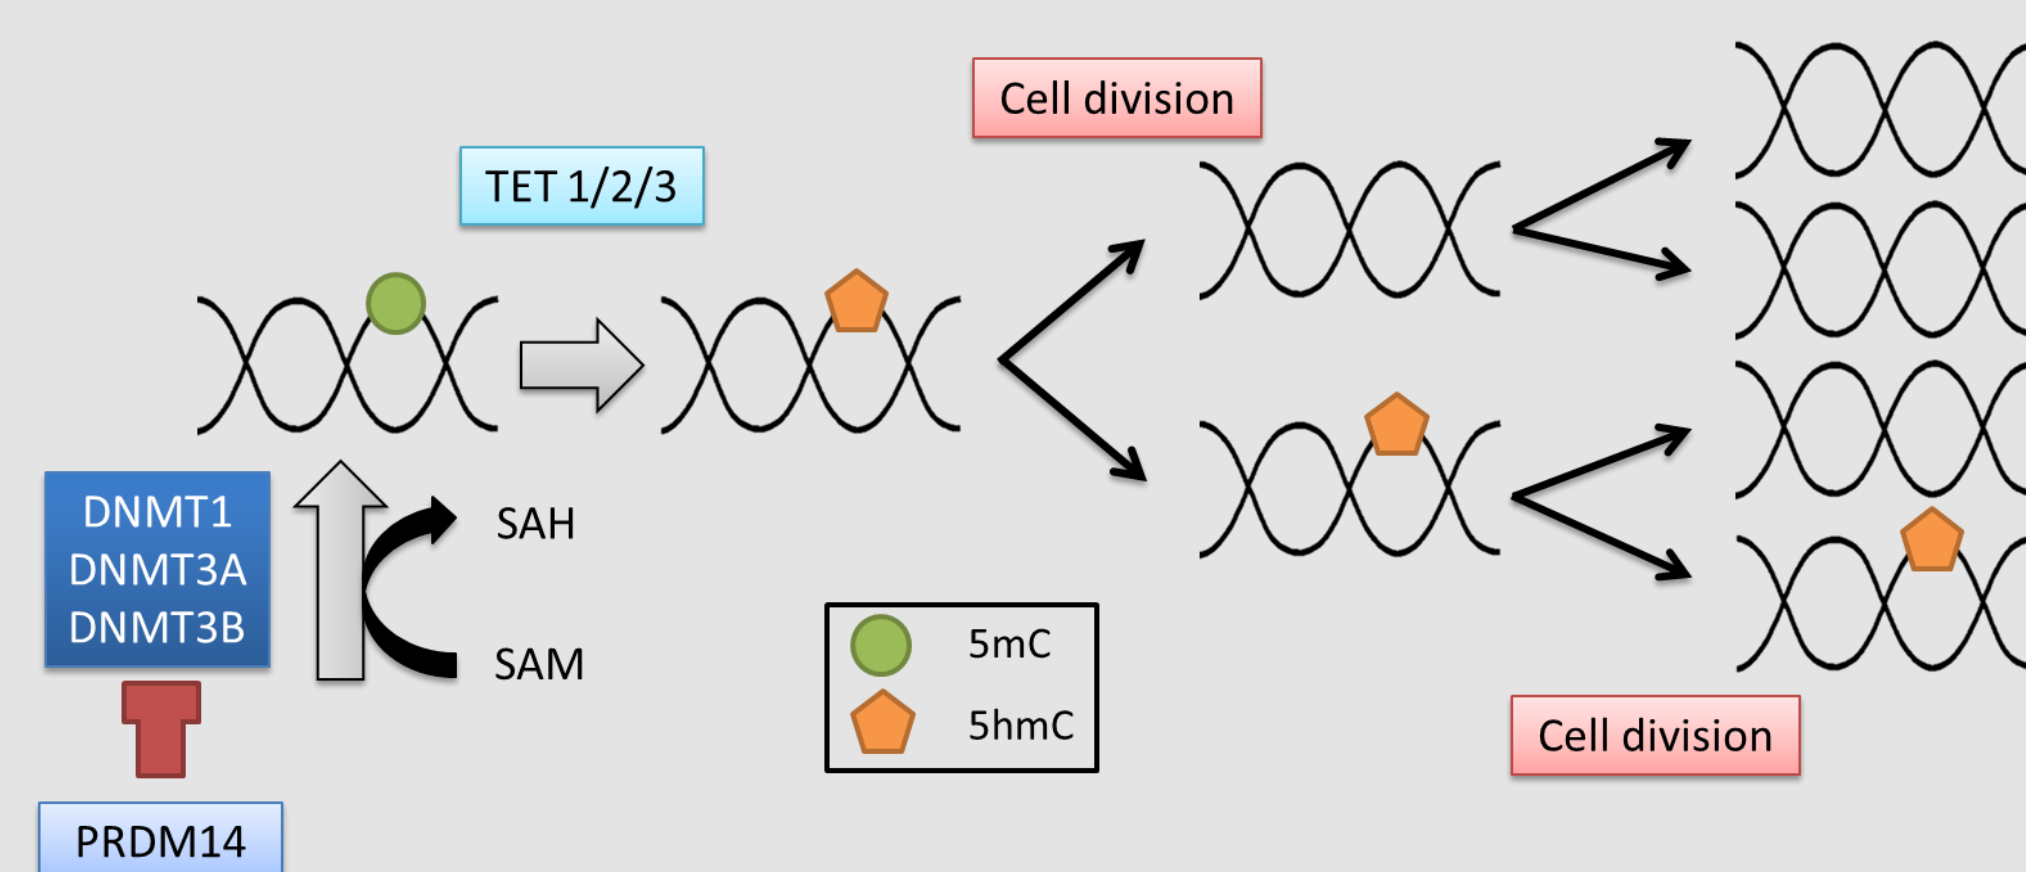 Cell division
TET 1/2/3
DNMT1
DNMT3A
DNMT3B
SAH
SAM
5mC
5hmC
Cell division
PRDM14